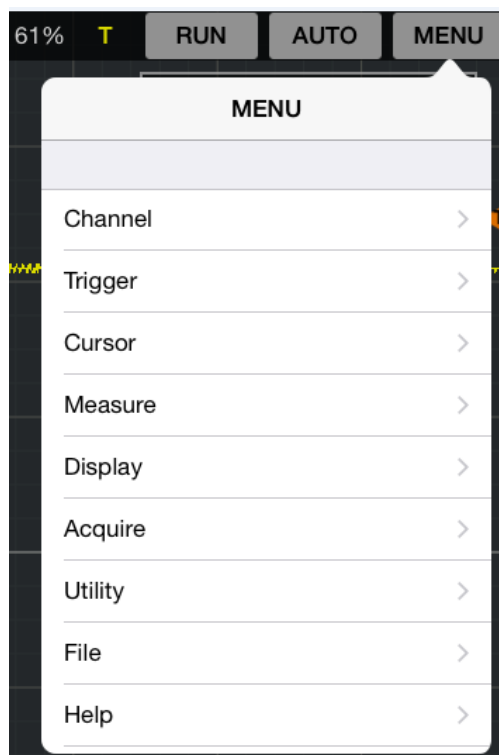 61% T RUN AUTO MENU
MENU
Channel
Trigger
Cursor
Measure
Display
Acquire
Utility
File
Help